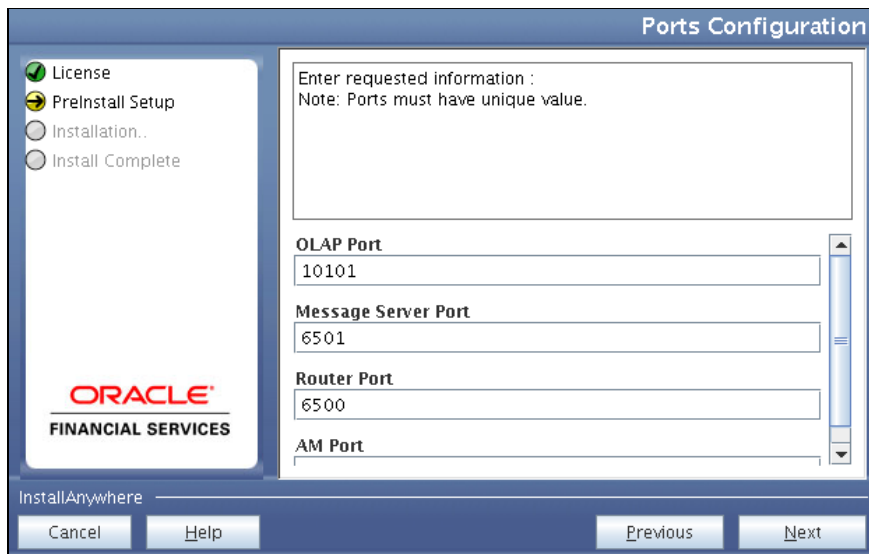 Ports Configuration
License
PreInstall Setup
Installation..
Install Complete
ORACLE
FINANCIAL SERVICES
Enter requested information :
Note: Ports must have unique value.
OLAP Port
10101
Message Server Port
6501
Router Port
6500
AM Port
InstallAnywhere
Cancel
Help
Previous
Next